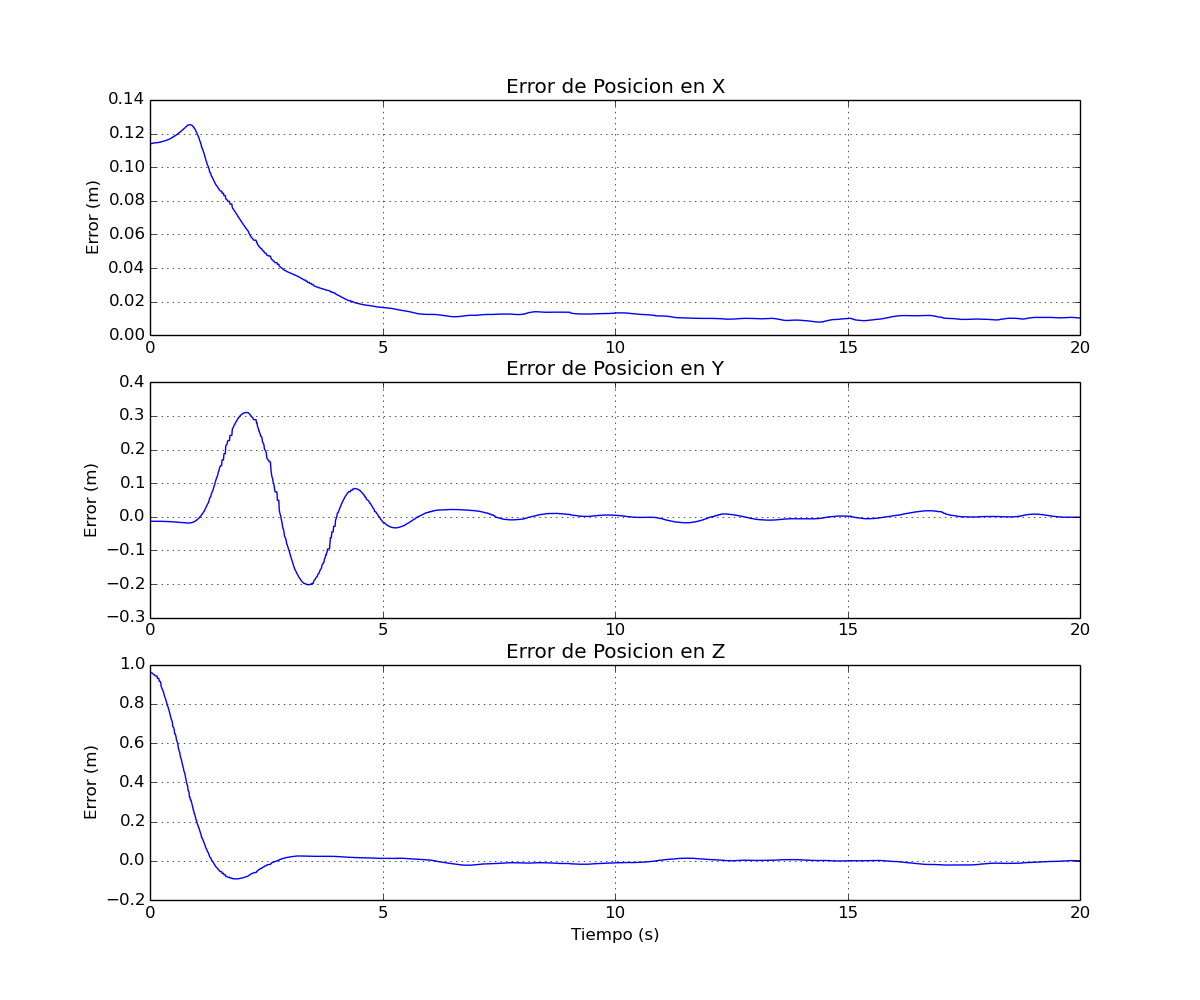 Error de Posicion en X
0.14
0.12
0.10
0.08
0.06
0.04
0.02
0.00
Error (m)
0 5 10 15 20
Error de Posicion en Y
0.4
0.3
0.2
0.1
0.0
−0.1
−0.2
−0.3
Error (m)
0 5 10 15 20
Error de Posicion en Z
1.0
0.8
0.6
0.4
0.2
0.0
−0.2
Error (m)
0 5 10 15 20
Tiempo (s)